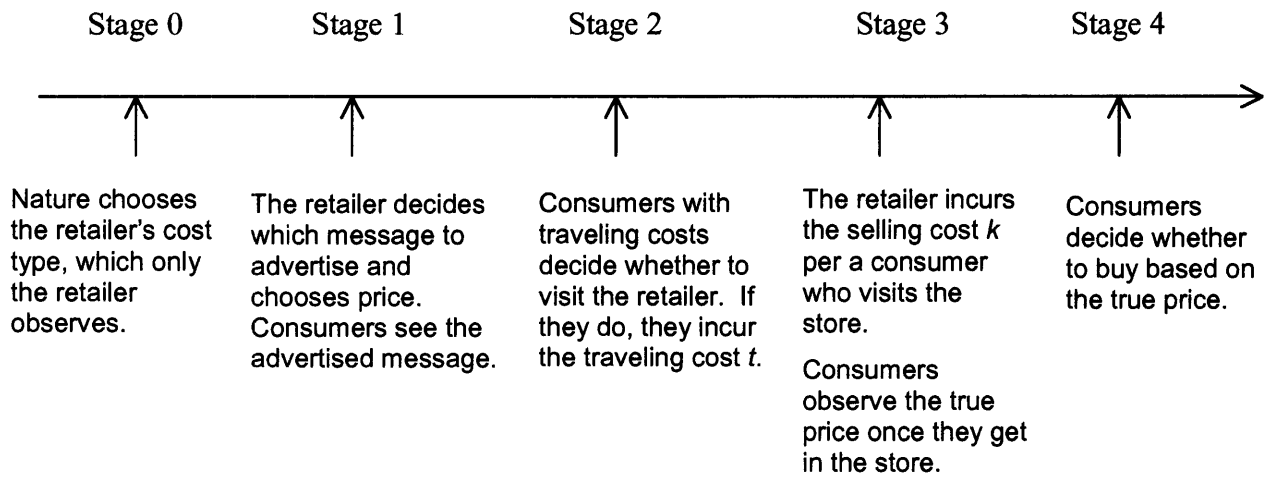 Stage 0 Stage 1 Stage 2 Stage 3 Stage 4
Nature chooses
the retailer's cost
type, which only
the retailer
observes.
The retailer decides
which message to
advertise and
chooses price.
Consumers see the
advertised message.
Consumers with
traveling costs
decide whether to
visit the retailer. If
they do, they incur
the traveling cost t.
The retailer incurs
the selling cost k
per a consumer
who visits the
store.
Consumers
observe the true
price once they get
in the store.
Consumers
decide whether
to buy based on
the true price.